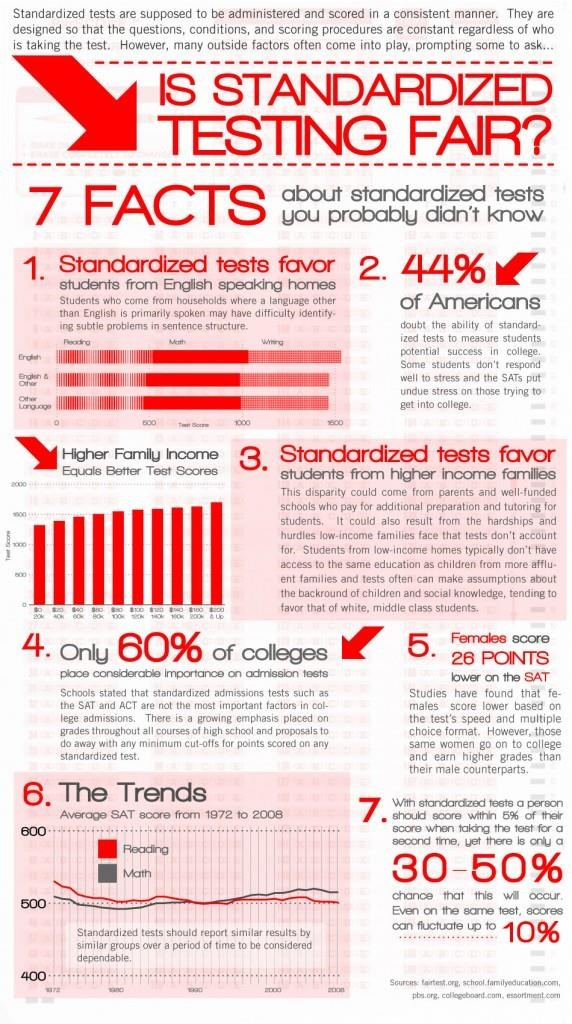 Standardized tests are supposed to be administered and scored in a consistent manner. They are
designed so that the questions, conditions, and scoring procedures are constant regardless of who
is taking the test. However, many outside factors often come into play, prompting some to ask...
IS STANDARDIZED
TESTING FAIR?
7 FACTS
about standardized tests
you probably didn't know
1. Standardized tests favor
students from English speaking homes
Students who come from households where a language other
than English is primarily spoken may have difficulty identify-
ing subtle problems in sentence structure.
Reading Math Writing
English
English &
Other
Other
Language
0 500 1000 1500
Test Score
2. 44%
of Americans
doubt the ability of standard-
ized tests to measure students
potential success in college.
Some students don't respond
well to stress and the SATs put
undue stress on those trying to
get into college.
Higher Family Income
Equals Better Test Scores
2000
1500
1000
500
0
Test Score
$0 $20 $40 $60 $80 $100 $120 $140 $160 $200
20k 40k 60k 80k 100k 120k 140k 160k 200k & Up
3. Standardized tests favor
students from higher income families
This disparity could come from parents and well-funded
schools who pay for additional preparation and tutoring for
students. It could also result from the hardships and
hurdles low-income families face that tests don't account
for. Students from low-income homes typically don't have
access to the same education as children from more afflu-
ent families and tests often can make assumptions about
the backround of children and social knowledge, tending to
favor that of white, middle class students.
4. Only 60% of colleges
place considerable importance on admission tests
Schools stated that standardized admissions tests such as
the SAT and ACT are not the most important factors in col-
lege admissions. There is a growing emphasis placed on
grades throughout all courses of high school and proposals to
do away with any minimum cut-offs for points scored on any
standardized test.
5. Females score
26 POINTS
lower on the SAT
Studies have found that fe-
males score lower based on
the test's speed and multiple
choice format. However, those
same women go on to college
and earn higher grades than
their male counterparts.
6. The Trends
Average SAT score from 1972 to 2008
600
Reading
Math
500
Standardized tests should report similar results by
similar groups over a period of time to be considered
dependable.
400
1972 1980 1990 2000 2008
7. With standardized tests a person
should score within 5% of their
score when taking the test for a
second time, yet there is only a
30-50%
chance that this will occur.
Even on the same test, scores
can fluctuate up to 10%
Sources: fairtest.org, school.familyeducation.com,
pbs.org, collegeboard.com, essortment.com